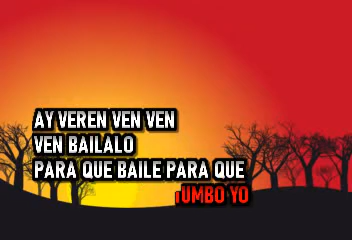 AY VEREN VEN VEN
VEN BAILALO
PARA QUE BAILE PARA QUE
¡UMBO YO